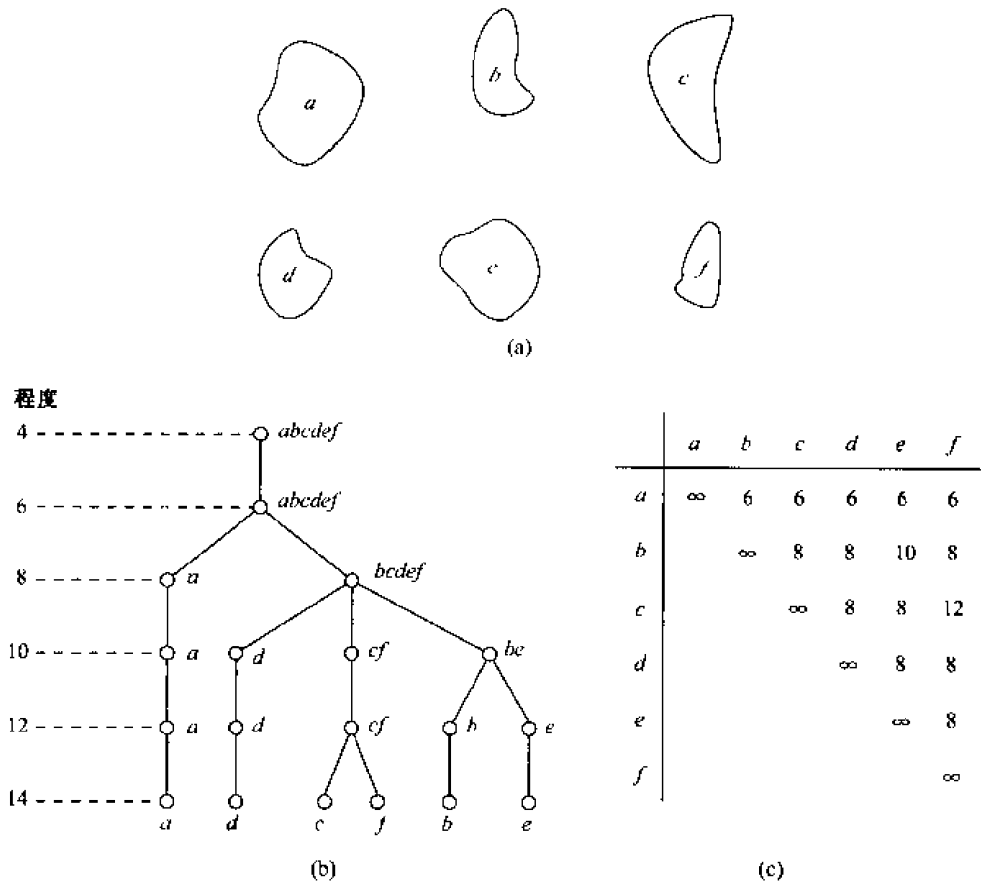 a
b
c
d
c
f
(a)
程度
4
abcdef
6
abcdef
8
a
bcdef
10
a
d
cf
be
12
a
d
cf
b
e
14
a
d
c
f
b
e
(b)
a b c d e f
a ∞ 6 6 6 6 6
b ∞ 8 8 10 8
c ∞ 8 8 12
d ∞ 8 8
e ∞ 8
f ∞
(c)